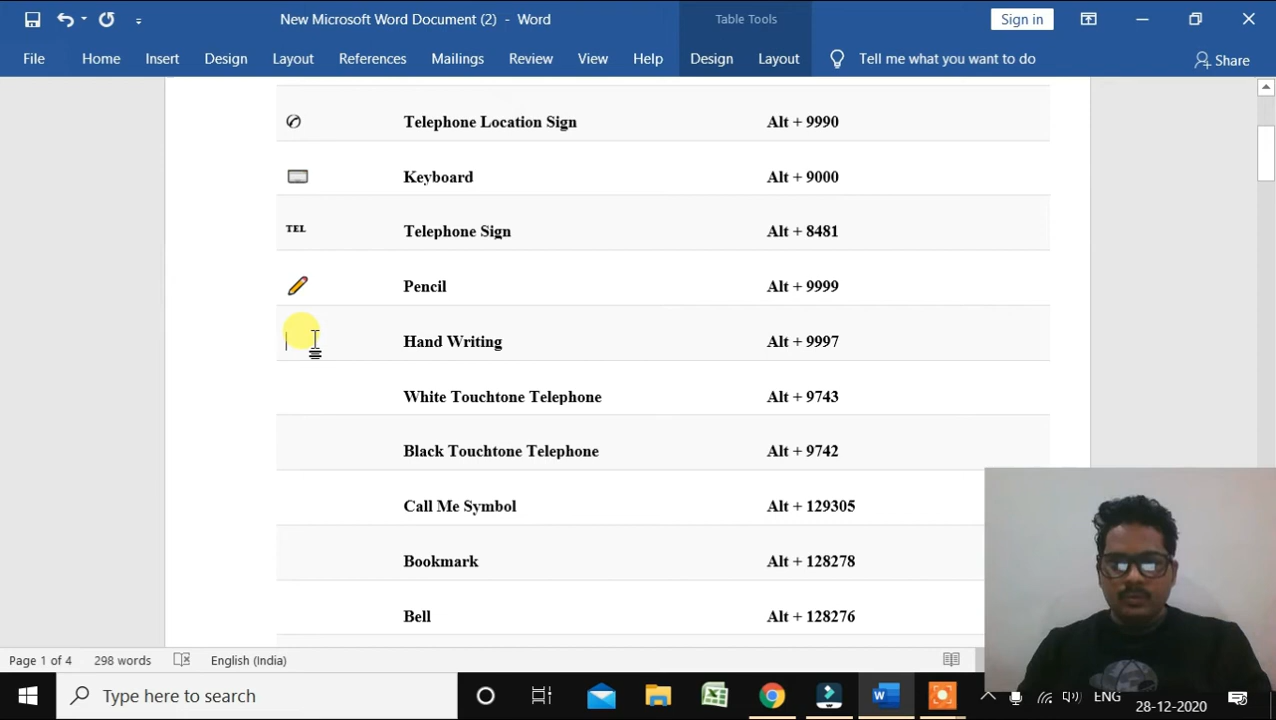 New Microsoft Word Document (2) - Word
Table Tools
Sign in
File Home Insert Design Layout References Mailings Review View Help Design Layout Tell me what you want to do Share
Telephone Location Sign Alt + 9990
Keyboard Alt + 9000
TEL Telephone Sign Alt + 8481
Pencil Alt + 9999
Hand Writing Alt + 9997
White Touchtone Telephone Alt + 9743
Black Touchtone Telephone Alt + 9742
Call Me Symbol Alt + 129305
Bookmark Alt + 128278
Bell Alt + 128276
Page 1 of 4 298 words English (India)
Type here to search
ENG
28-12-2020